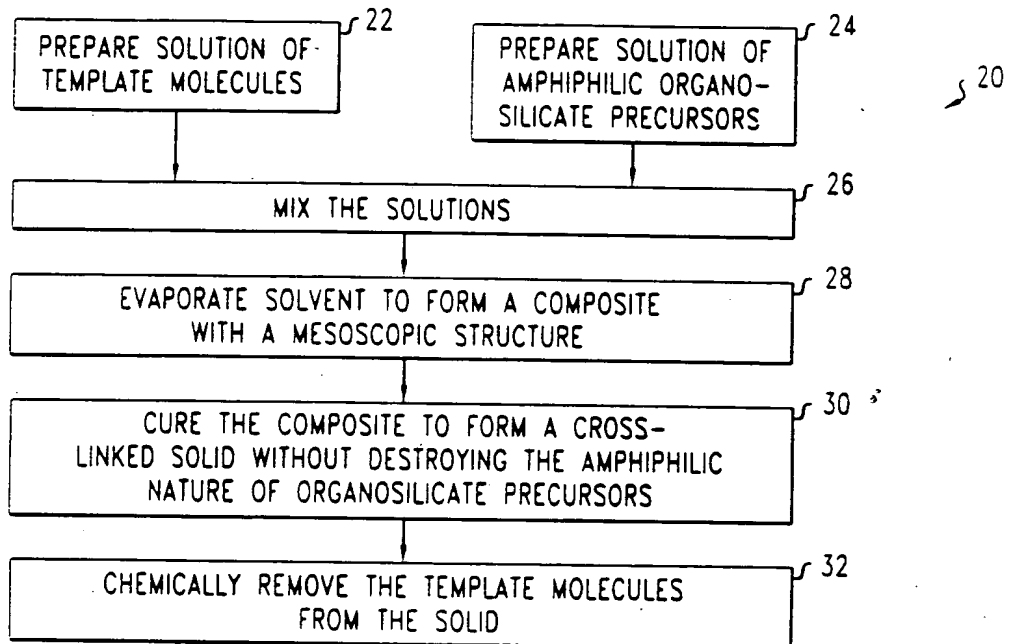 22
PREPARE SOLUTION OF
TEMPLATE MOLECULES
24
PREPARE SOLUTION OF
AMPHIPHILIC ORGANO-
SILICATE PRECURSORS
20
26
MIX THE SOLUTIONS
28
EVAPORATE SOLVENT TO FORM A COMPOSITE
WITH A MESOSCOPIC STRUCTURE
30
CURE THE COMPOSITE TO FORM A CROSS-
LINKED SOLID WITHOUT DESTROYING THE AMPHIPHILIC
NATURE OF ORGANOSILICATE PRECURSORS
32
CHEMICALLY REMOVE THE TEMPLATE MOLECULES
FROM THE SOLID